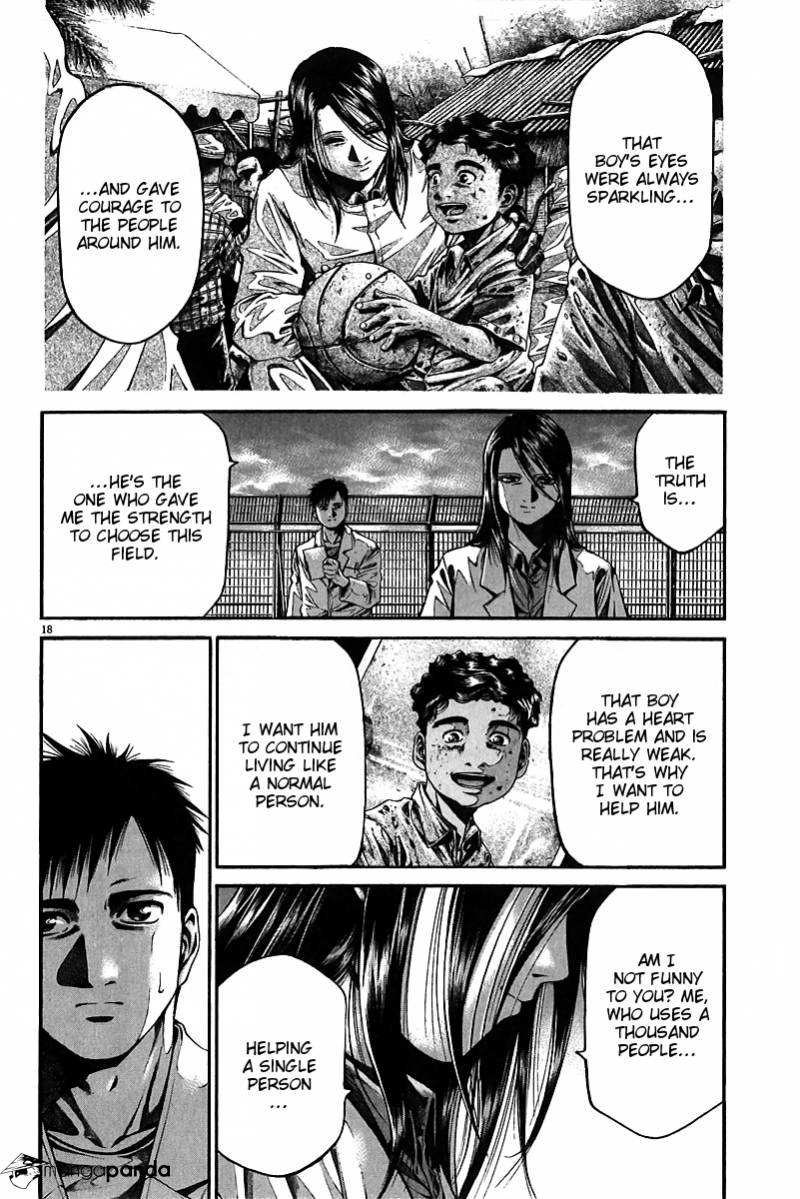 THAT
BOY'S EYES
WERE ALWAYS
SPARKLING...
...AND GAVE
COURAGE TO
THE PEOPLE
AROUND HIM.
THE
TRUTH
IS...
...HE'S THE
ONE WHO GAVE
ME THE STRENGTH
TO CHOOSE THIS
FIELD.
18
THAT BOY
HAS A HEART
PROBLEM AND IS
REALLY WEAK.
THAT'S WHY
I WANT TO
HELP HIM.
I WANT HIM
TO CONTINUE
LIVING LIKE
A NORMAL
PERSON.
AM I
NOT FUNNY
TO YOU? ME,
WHO USES A
THOUSAND
PEOPLE...
HELPING
A SINGLE
PERSON
...
mangapanda